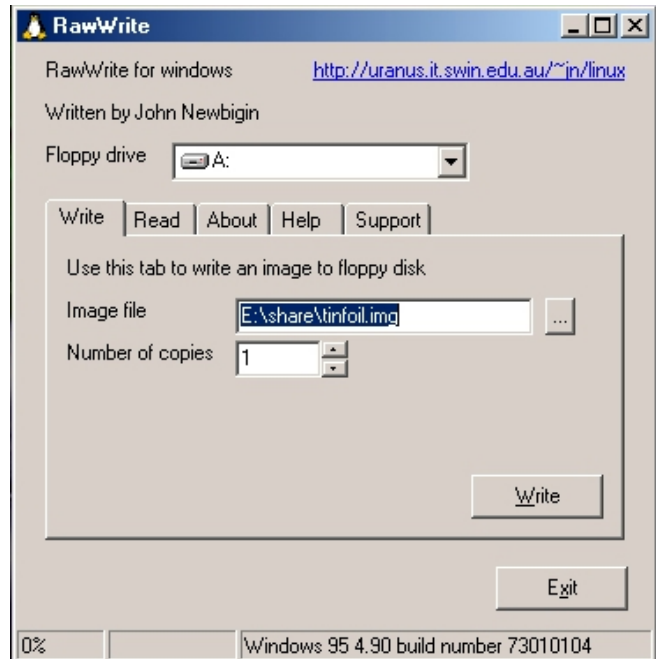 RawWrite
RawWrite for windows http://uranus.it.swin.edu.au/~jn/linux
Written by John Newbigin
Floppy drive A:
Write Read About Help Support
Use this tab to write an image to floppy disk
Image file E:\share\tinfoil.img ...
Number of copies 1
Write
Exit
0% Windows 95 4.90 build number 73010104